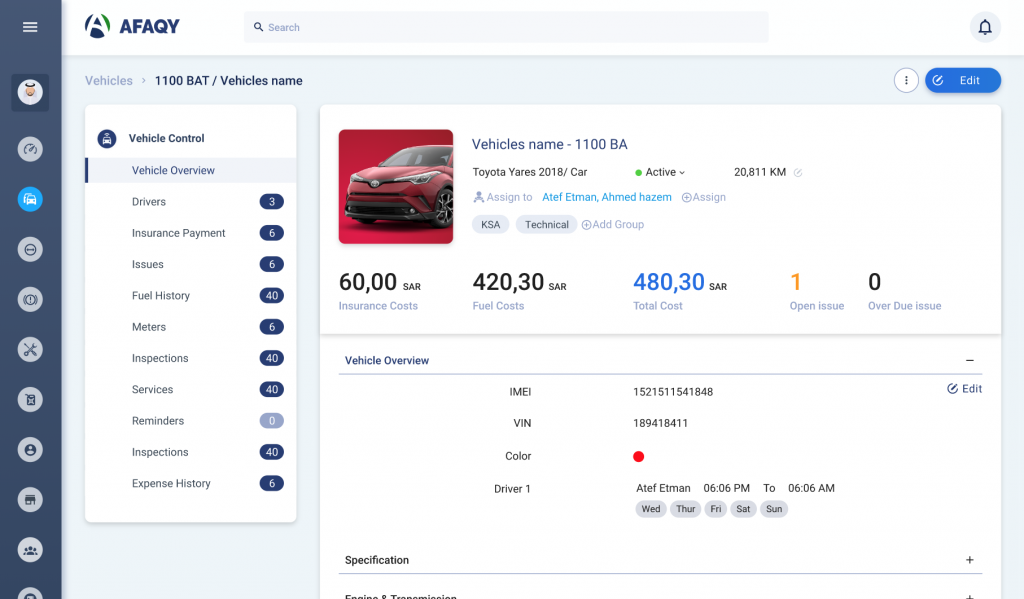 AFAQY
Search
Vehicles > 1100 BAT / Vehicles name
Edit
Vehicle Control
Vehicle Overview
Drivers 3
Insurance Payment 6
Issues 6
Fuel History 40
Meters 6
Inspections 40
Services 40
Reminders 0
Inspections 40
Expense History 6
Vehicles name - 1100 BA
Toyota Yares 2018/ Car Active 20,811 KM
Assign to Atef Etman, Ahmed hazem Assign
KSA Technical Add Group
60,00 SAR 420,30 SAR 480,30 SAR 1 0
Insurance Costs Fuel Costs Total Cost Open issue Over Due issue
Vehicle Overview
IMEI 1521511541848 Edit
VIN 189418411
Color
Driver 1 Atef Etman 06:06 PM To 06:06 AM
Wed Thur Fri Sat Sun
Specification
Engine & Transmission